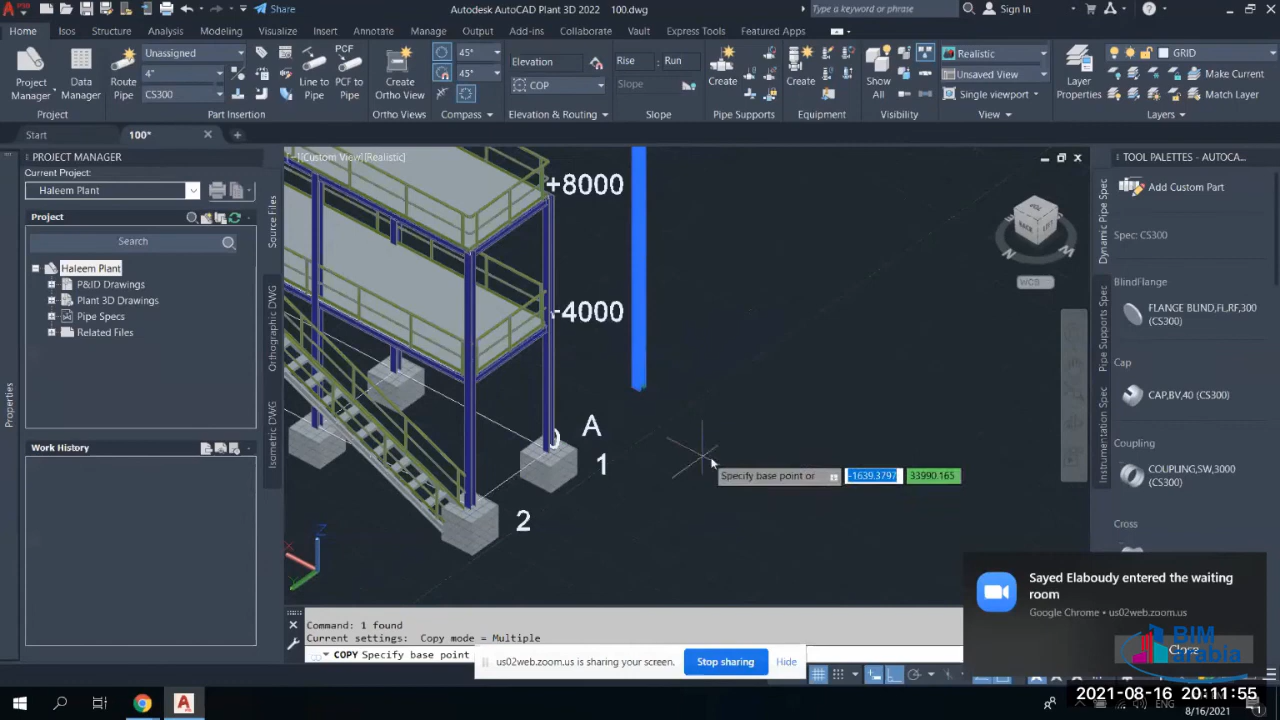 Share
Autodesk AutoCAD Plant 3D 2022 100.dwg
Type a keyword or phrase
Sign In
Home
Isos
Structure
Analysis
Modeling
Visualize
Insert
Annotate
Manage
Output
Add-ins
Collaborate
Vault
Express Tools
Featured Apps
Project
Manager
Data
Manager
Route
Pipe
Unassigned
4"
CS300
Line to
Pipe
PCF to
Pipe
PCF
Create
Ortho View
45°
45°
Elevation
COP
Rise
Run
Slope
Create
Create
Show
All
Realistic
Unsaved View
Single viewport
Layer
Properties
GRID
Make Current
Match Layer
Project
Part Insertion
Ortho Views
Compass
Elevation & Routing
Slope
Pipe Supports
Equipment
Visibility
View
Layers
Start
100*
PROJECT MANAGER
Current Project:
Haleem Plant
Project
Search
Haleem Plant
P&ID Drawings
Plant 3D Drawings
Pipe Specs
Related Files
Work History
Properties
Source Files
Orthographic DWG
Isometric DWG
[Custom View][Realistic]
+8000
-4000
A
1
2
Z
TOP
BACK
LEFT
WCS
Specify base point or
-1639.3797
33990.165
TOOL PALETTES - AUTOCA...
Dynamic Pipe Spec
Pipe Supports Spec
Instrumentation Spec
Add Custom Part
Spec: CS300
BlindFlange
FLANGE BLIND,FL,RF,300
(CS300)
Cap
CAP,BV,40 (CS300)
Coupling
COUPLING,SW,3000
(CS300)
Cross
Sayed Elaboudy entered the waiting
room
Google Chrome • us02web.zoom.us
Close
BIM
arabia
Command: 1 found
Current settings: Copy mode = Multiple
COPY Specify base point
us02web.zoom.us is sharing your screen.
Stop sharing
Hide
2021-08-16 20:11:55
ENG
8/16/2021